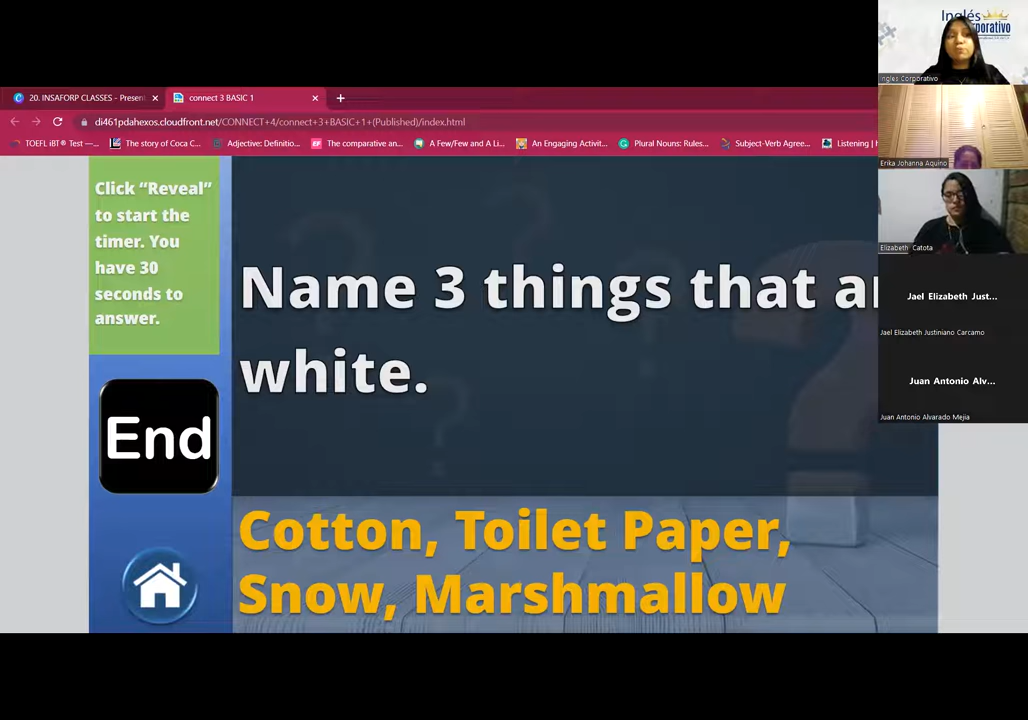 Inglés
Corporativo
Ingles Corporativo
20. INSAFORP CLASSES - Present
connect 3 BASIC 1
di461pdahexos.cloudfront.net/CONNECT+4/connect+3+BASIC+1+(Published)/index.html
TOEFL iBT® Test —...
The story of Coca C...
Adjective: Definitio...
EP
The comparative an...
A Few/Few and A Li...
An Engaging Activit...
Plural Nouns: Rules...
Subject-Verb Agree...
Listening |
Erika Johanna Aquino
Elizabeth Catota
Jael Elizabeth Just...
Jael Elizabeth Justiniano Carcamo
Juan Antonio Alv...
Juan Antonio Alvarado Mejia
Click “Reveal”
to start the
timer. You
have 30
seconds to
answer.
End
Name 3 things that
white.
Cotton, Toilet Paper,
Snow, Marshmallow